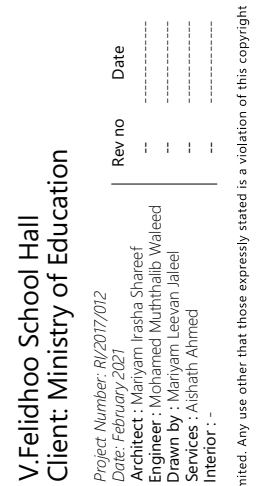 V.Felidhoo School Hall
Client: Ministry of Education
Project Number: RI/2017/012
Date: February 2021
Architect : Mariyam Irasha Shareef
Engineer : Mohamed Muththalib Waleed
Drawn by : Mariyam Leevan Jaleel
Services : Aishath Ahmed
Interior : -
Rev no Date
-- ----------------
-- ----------------
-- ----------------
-- ----------------
mited. Any use other that those expressly stated is a violation of this copyright